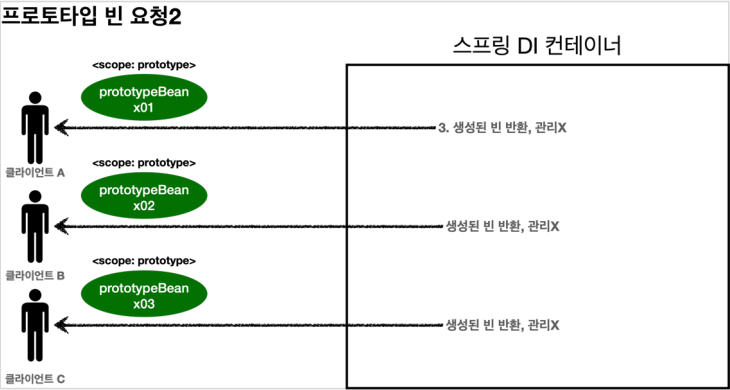 프로토타입 빈 요청2
스프링 DI 컨테이너
<scope: prototype>
prototypeBean
x01
3. 생성된 빈 반환, 관리X
클라이언트 A
<scope: prototype>
prototypeBean
x02
생성된 빈 반환, 관리X
클라이언트 B
<scope: prototype>
prototypeBean
x03
생성된 빈 반환, 관리X
클라이언트 C